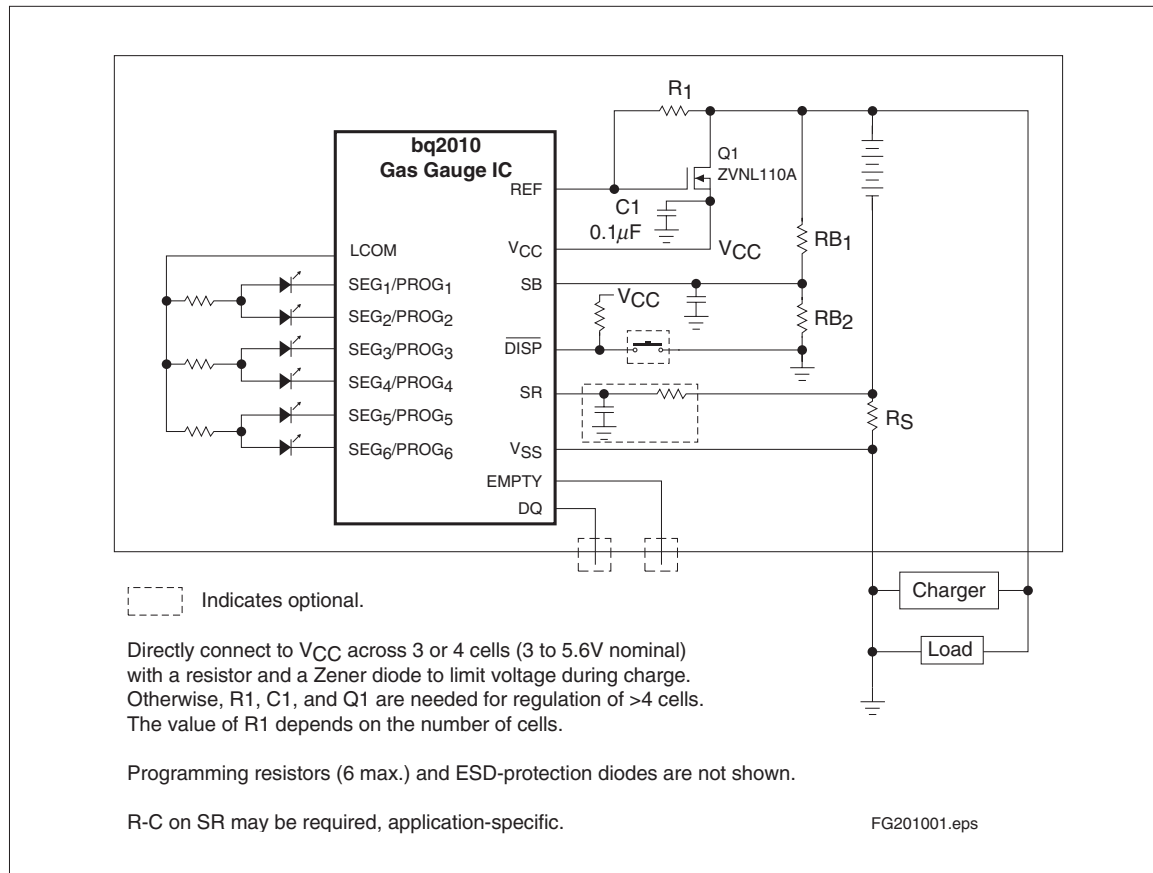 R1
bq2010
Gas Gauge IC
Q1
ZVNL110A
REF
C1
0.1µF
VCC
VCC
LCOM
RB1
SEG1/PROG1
SB
SEG2/PROG2
VCC
RB2
SEG3/PROG3
DISP
SEG4/PROG4
SR
SEG5/PROG5
RS
SEG6/PROG6
VSS
EMPTY
DQ
Charger
Load
Indicates optional.
Directly connect to VCC across 3 or 4 cells (3 to 5.6V nominal)
with a resistor and a Zener diode to limit voltage during charge.
Otherwise, R1, C1, and Q1 are needed for regulation of >4 cells.
The value of R1 depends on the number of cells.
Programming resistors (6 max.) and ESD-protection diodes are not shown.
R-C on SR may be required, application-specific.
FG201001.eps